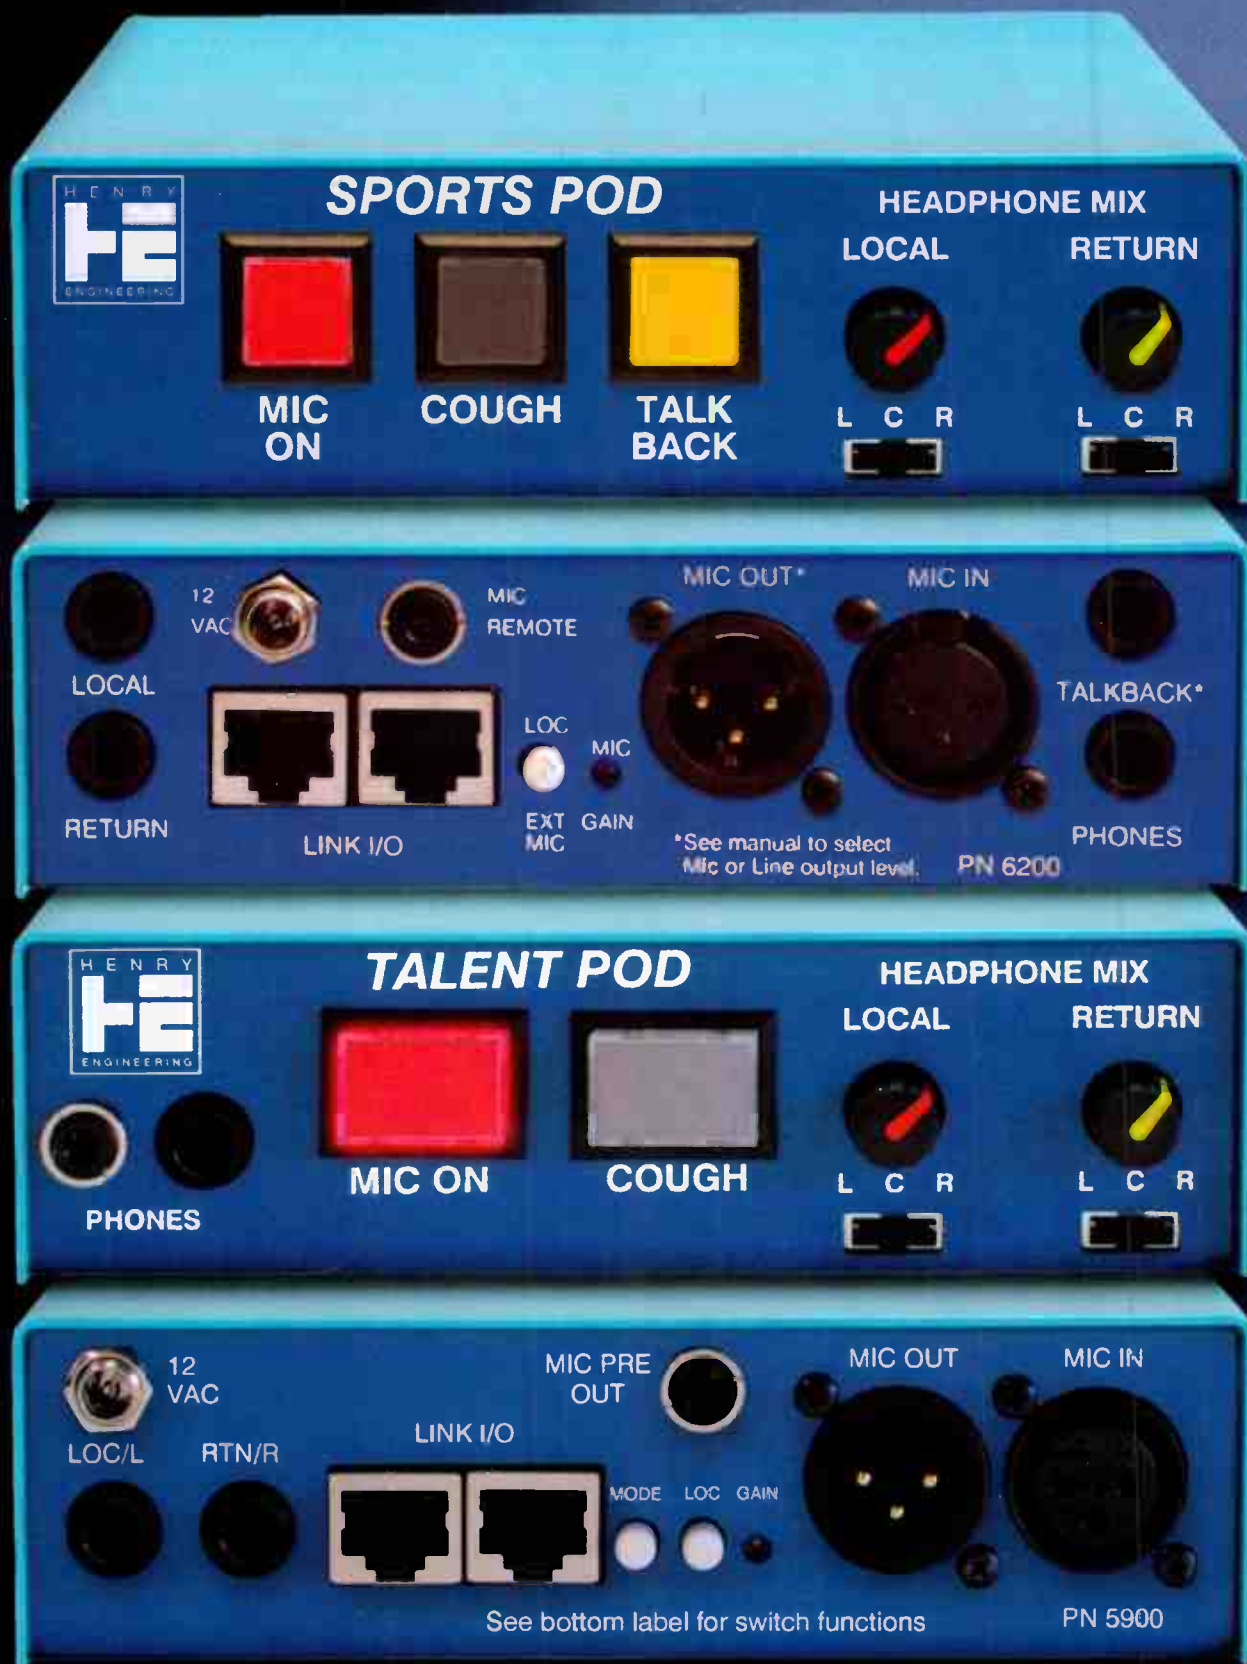 HENRY
ENGINEERING
SPORTS POD
MIC
ON
COUGH
TALK
BACK
HEADPHONE MIX
LOCAL
RETURN
L C R
L C R
12
VAC
MIC
REMOTE
LOCAL
RETURN
LINK I/O
LOC
EXT
MIC
MIC
GAIN
MIC OUT*
MIC IN
*See manual to select
Mic or Line output level.
PN 6200
TALKBACK*
PHONES
HENRY
ENGINEERING
TALENT POD
PHONES
MIC ON
COUGH
HEADPHONE MIX
LOCAL
RETURN
L C R
L C R
12
VAC
LOC/L
RTN/R
LINK I/O
MIC PRE
OUT
MODE
LOC
GAIN
MIC OUT
MIC IN
See bottom label for switch functions
PN 5900